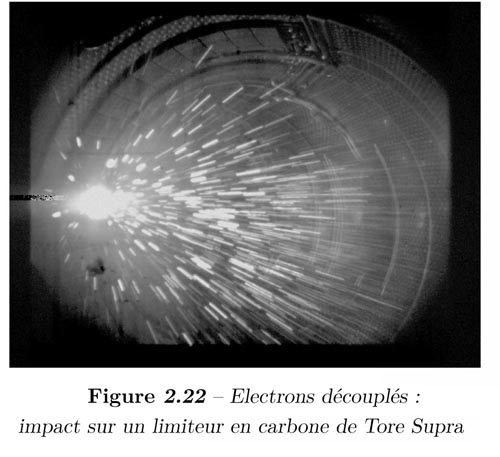 Figure 2.22 – Electrons découplés :
impact sur un limiteur en carbone de Tore Supra